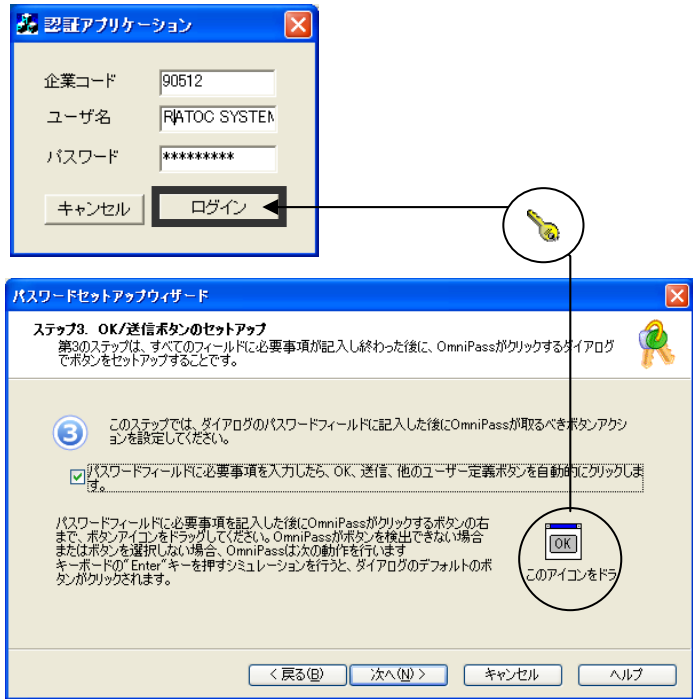 認証アプリケーション
企業コード 90512
ユーザ名 RATOC SYSTEM
パスワード *********
キャンセル ログイン
パスワードセットアップウィザード
ステップ3. OK/送信ボタンのセットアップ
第3のステップは、すべてのフィールドに必要事項が記入し終わった後に、OmniPassがクリックするダイアログ
でボタンをセットアップすることです。
3
このステップでは、ダイアログのパスワードフィールドに記入した後にOmniPassが取るべきボタンアクシ
ョンを設定してください。
パスワードフィールドに必要事項を入力したら、OK、送信、他のユーザー定義ボタンを自動的にクリックしま
す。
パスワードフィールドに必要事項を記入した後にOmniPassがクリックするボタンの右
まで、ボタンアイコンをドラッグしてください。OmniPassがボタンを検出できない場合
またはボタンを選択しない場合、OmniPassは次の動作を行います
キーボードの"Enter"キーを押すシミュレーションを行うと、ダイアログのデフォルトのボ
タンがクリックされます。
OK
このアイコンをドラ
< 戻る(B) 次へ(N) > キャンセル ヘルプ